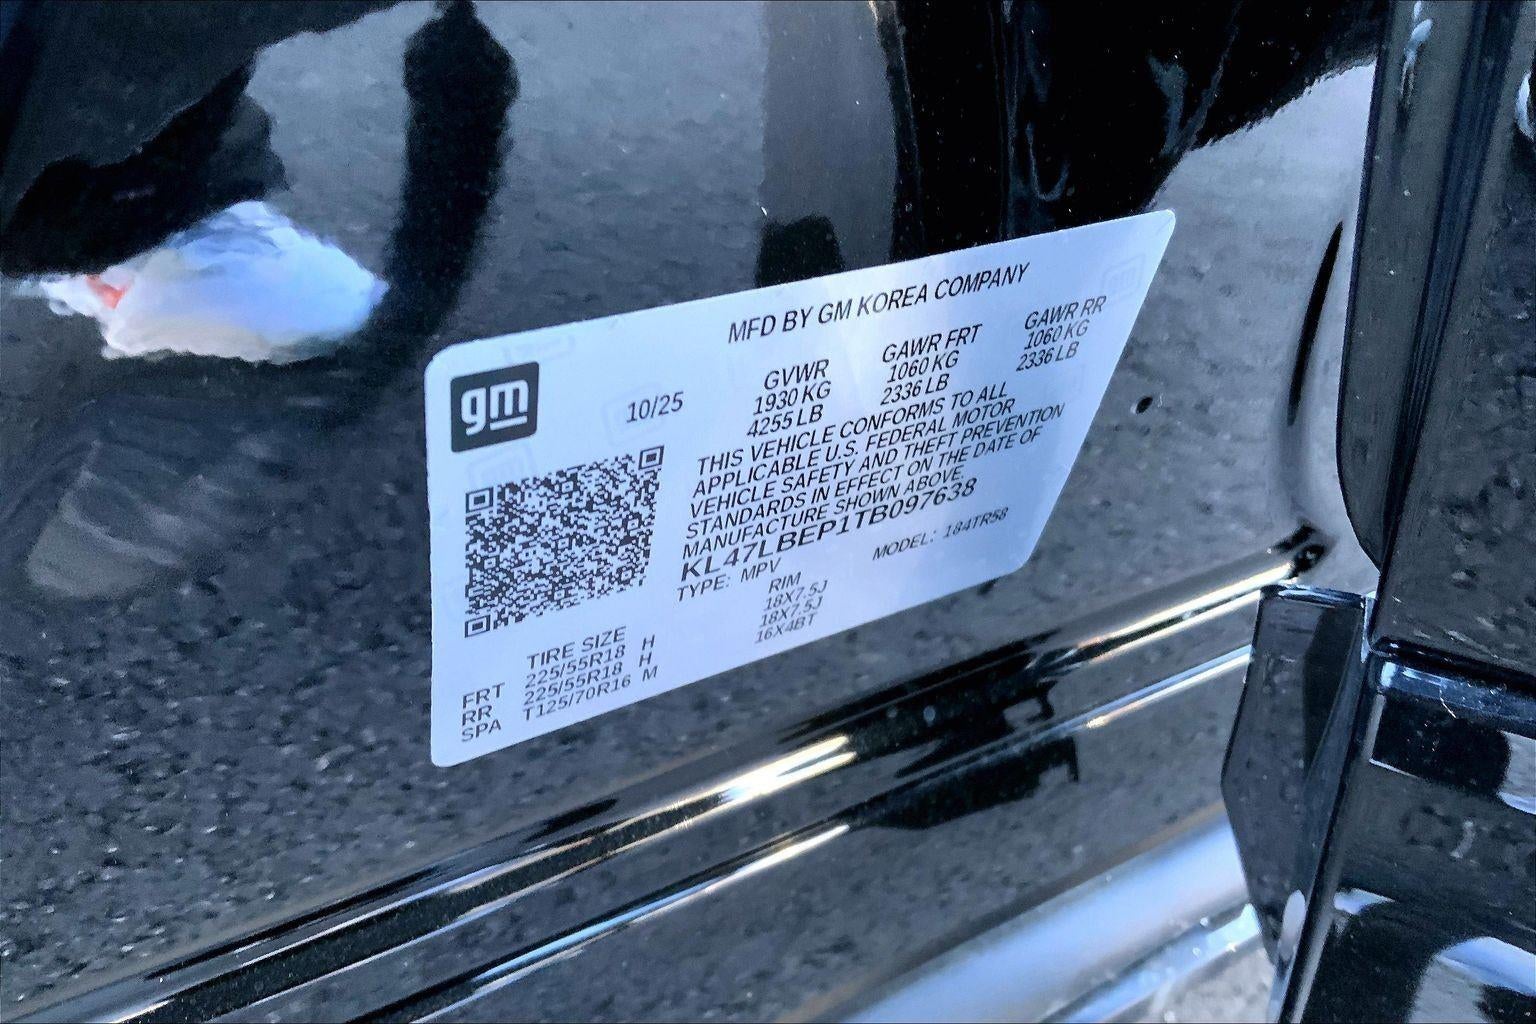 MFD BY GM KOREA COMPANY
gm
10/25
GVWR GAWR FRT GAWR RR
1930 KG 1060 KG 1060 KG
4255 LB 2336 LB 2336 LB
THIS VEHICLE CONFORMS TO ALL
APPLICABLE U.S. FEDERAL MOTOR
VEHICLE SAFETY AND THEFT PREVENTION
STANDARDS IN EFFECT ON THE DATE OF
MANUFACTURE SHOWN ABOVE.
KL47LBEP1TB097638
TYPE: MPV MODEL: 184TR58
TIRE SIZE RIM
FRT 225/55R18 H 18X7.5J
RR 225/55R18 H 18X7.5J
SPA T125/70R16 M 16X4BT